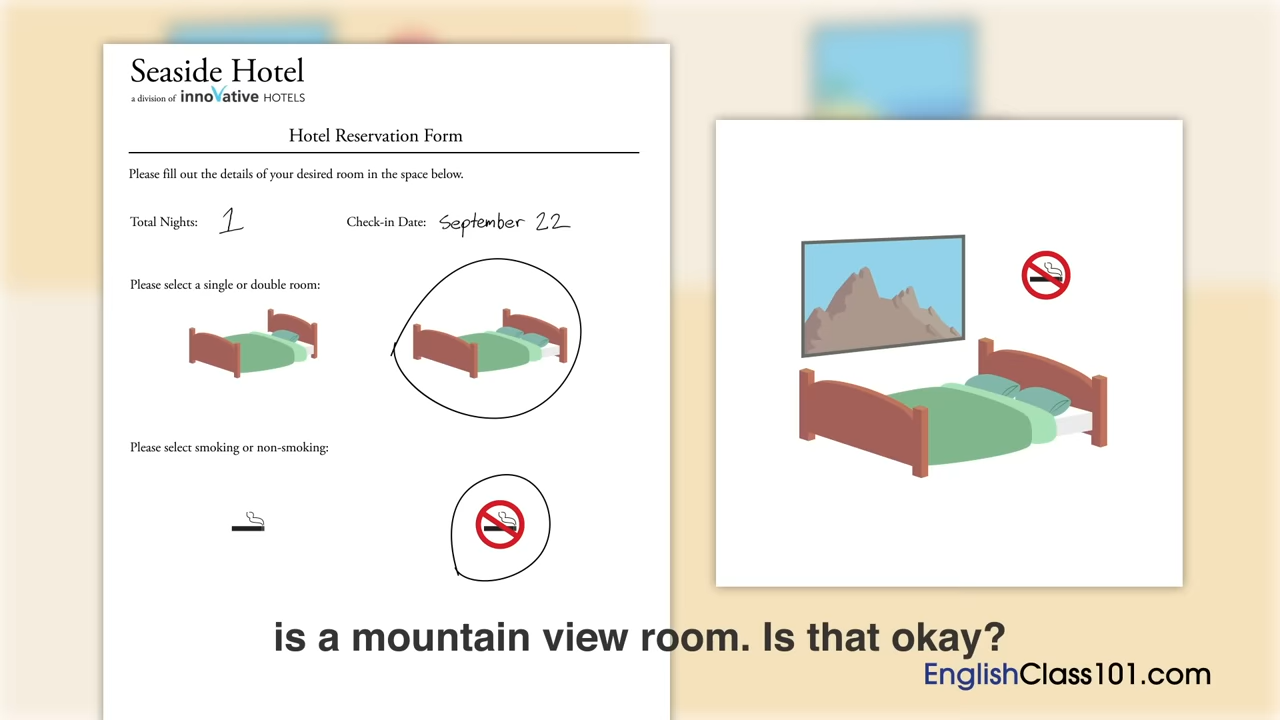 Seaside Hotel
a division of innoVative HOTELS
Hotel Reservation Form
Please fill out the details of your desired room in the space below.
Total Nights: 1 Check-in Date: September 22
Please select a single or double room:
Please select smoking or non-smoking:
is a mountain view room. Is that okay?
EnglishClass101.com